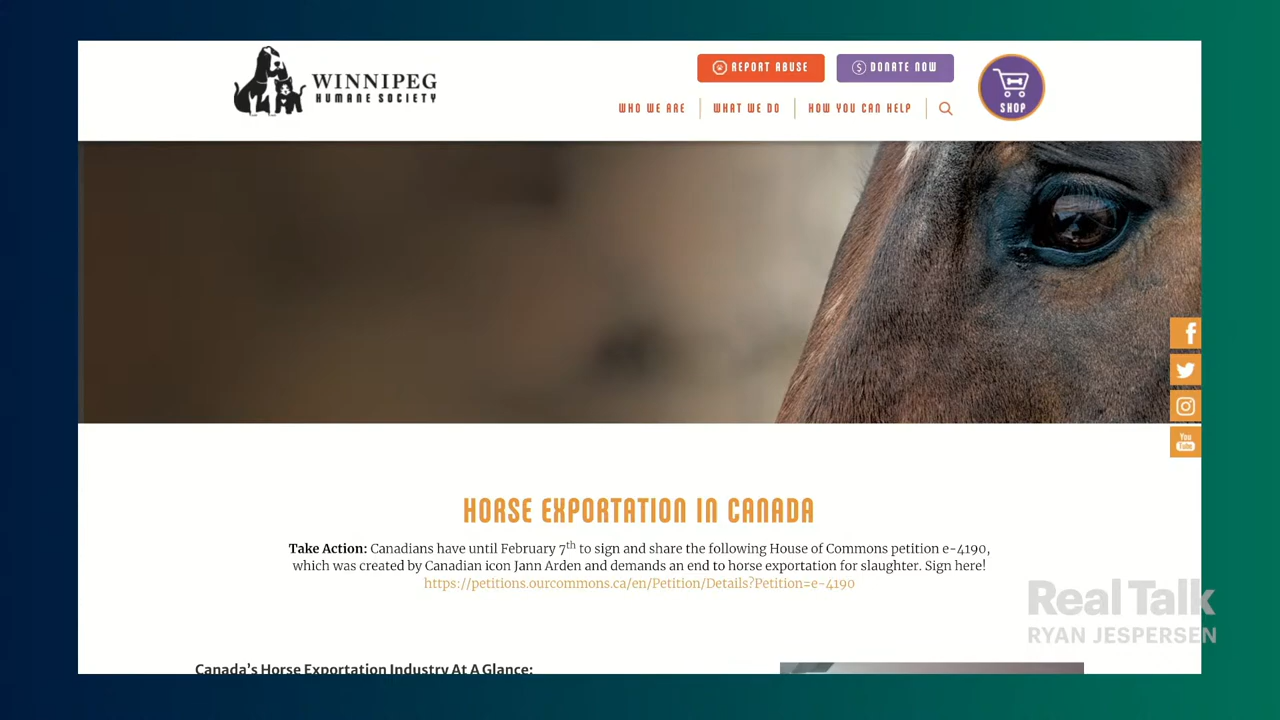 WINNIPEG
HUMANE SOCIETY
REPORT ABUSE
DONATE NOW
SHOP
WHO WE ARE
WHAT WE DO
HOW YOU CAN HELP
You
Tube
HORSE EXPORTATION IN CANADA
Take Action: Canadians have until February 7th to sign and share the following House of Commons petition e-4190,
which was created by Canadian icon Jann Arden and demands an end to horse exportation for slaughter. Sign here!
https://petitions.ourcommons.ca/en/Petition/Details?Petition=e-4190
Real Talk
RYAN JESPERSEN
Canada's Horse Exportation Industry At A Glance: